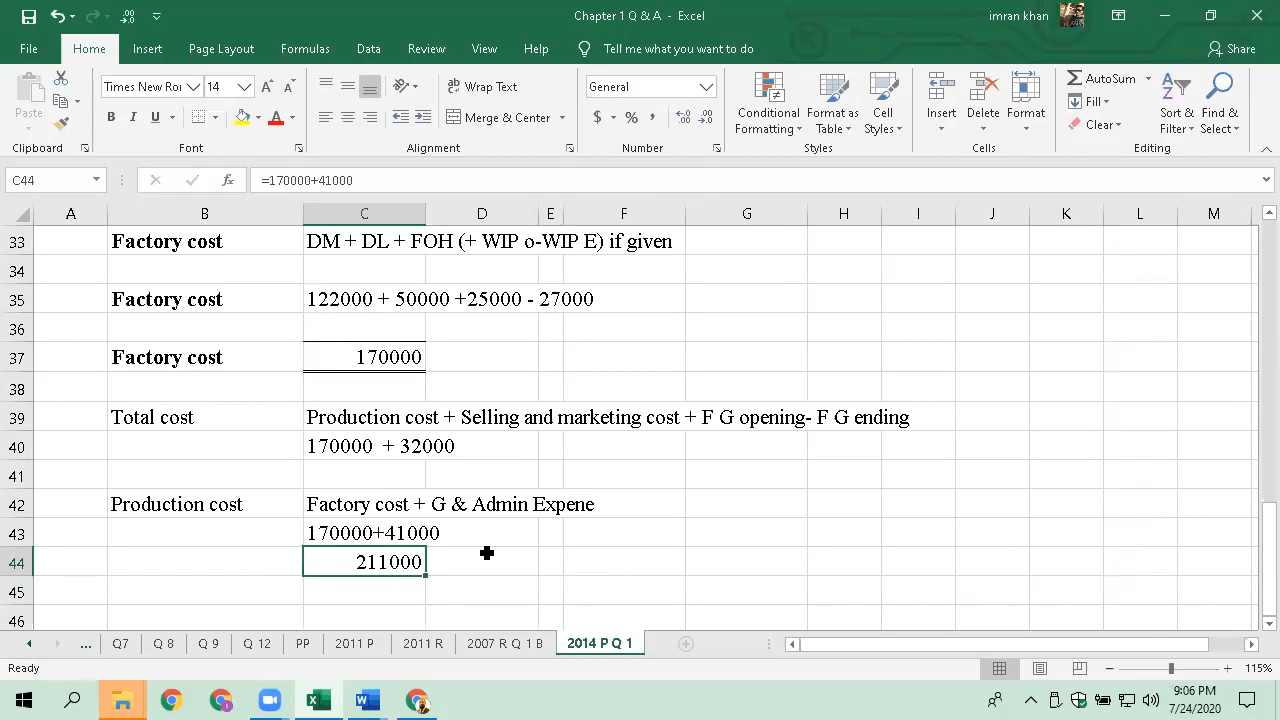 Chapter 1 Q & A - Excel
imran khan
File Home Insert Page Layout Formulas Data Review View Help Tell me what you want to do Share
Paste
Times New Roı 14
B I U A
Wrap Text
Merge & Center
General
$ % ,
Conditional Formatting
Format as Table
Cell Styles
Insert Delete Format
AutoSum
Fill
Clear
Sort & Filter
Find & Select
Clipboard Font Alignment Number Styles Cells Editing
C44 fx =170000+41000
A B C D E F G H I J K L M
33 Factory cost DM + DL + FOH (+ WIP o-WIP E) if given
34
35 Factory cost 122000 + 50000 +25000 - 27000
36
37 Factory cost 170000
38
39 Total cost Production cost + Selling and marketing cost + F G opening- F G ending
40 170000 + 32000
41
42 Production cost Factory cost + G & Admin Expene
43 170000+41000
44 211000
45
46
... Q7 Q 8 Q 9 Q 12 PP 2011 P 2011 R 2007 R Q 1 B 2014 P Q 1
Ready 115%
9:06 PM
7/24/2020